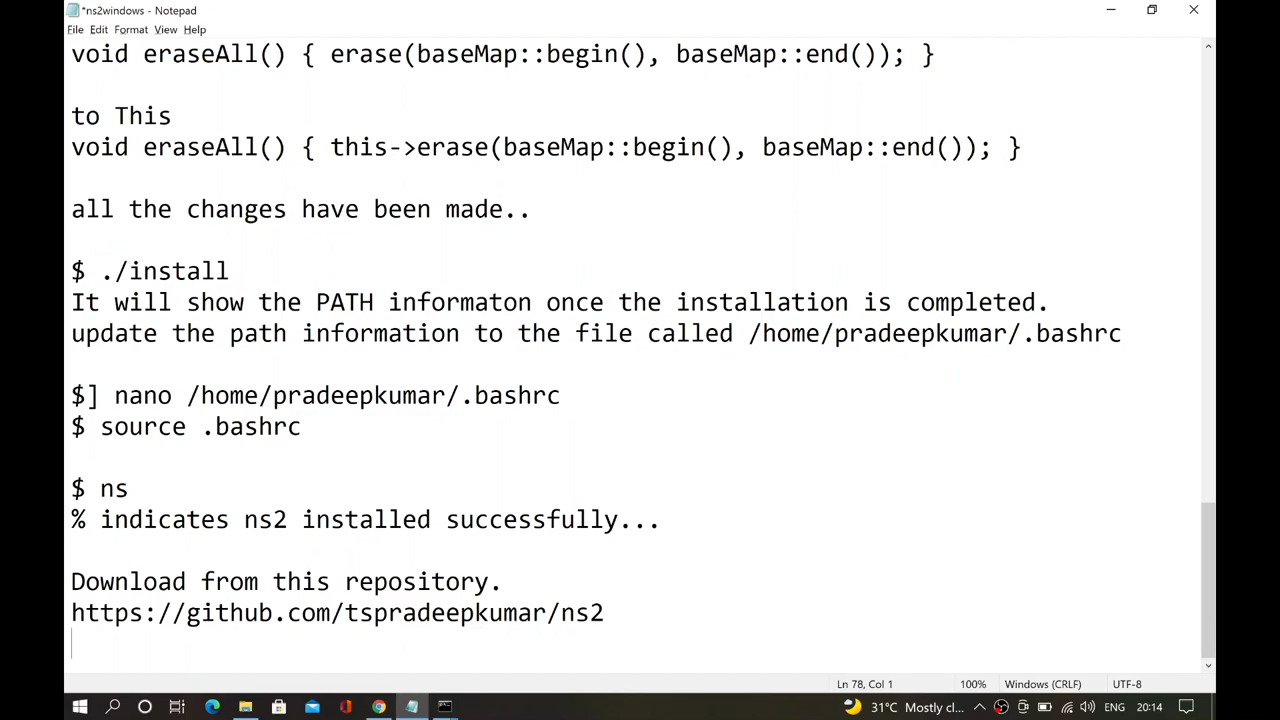 *ns2windows - Notepad
File Edit Format View Help
void eraseAll() { erase(baseMap::begin(), baseMap::end()); }
to This
void eraseAll() { this->erase(baseMap::begin(), baseMap::end()); }
all the changes have been made..
$ ./install
It will show the PATH informaton once the installation is completed.
update the path information to the file called /home/pradeepkumar/.bashrc
$] nano /home/pradeepkumar/.bashrc
$ source .bashrc
$ ns
% indicates ns2 installed successfully...
Download from this repository.
https://github.com/tspradeepkumar/ns2
Ln 78, Col 1 100% Windows (CRLF) UTF-8
31°C Mostly cl... ENG 20:14